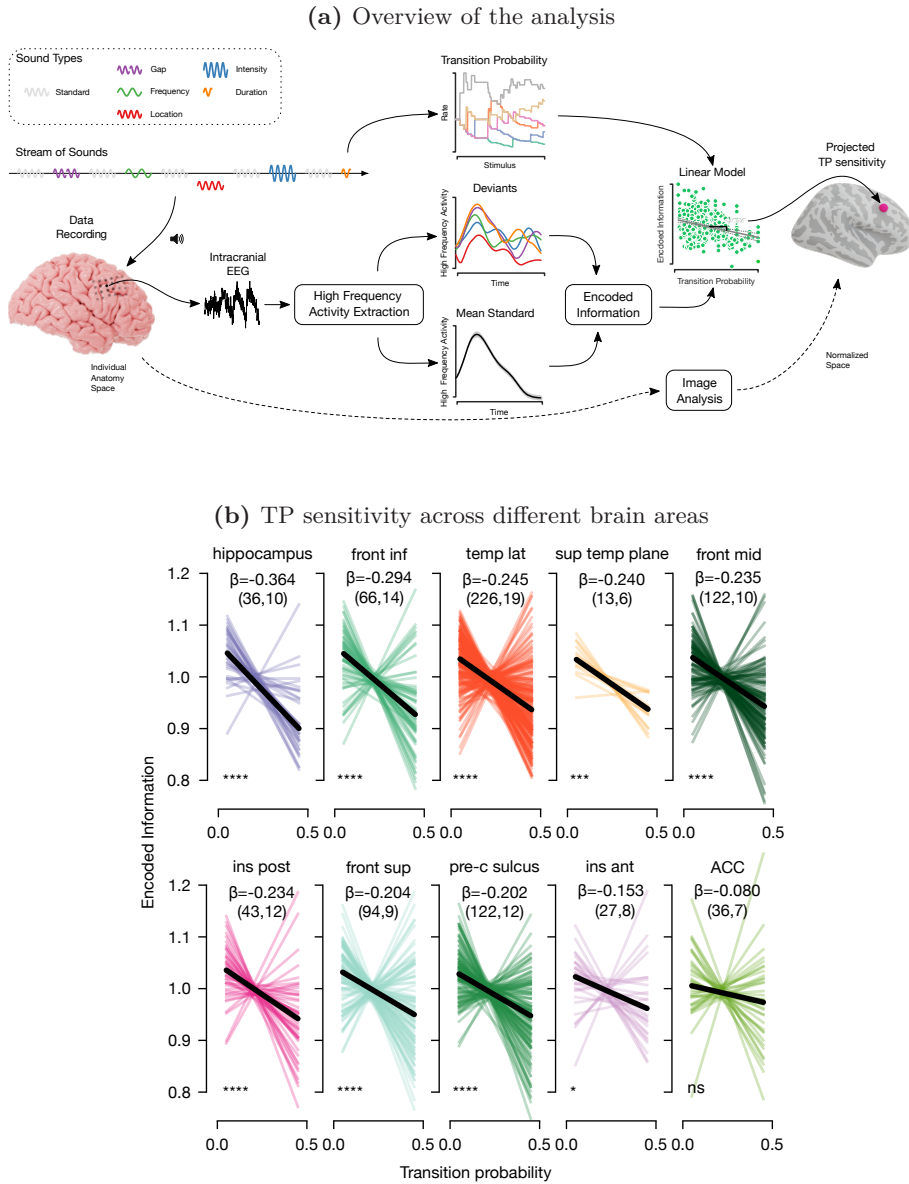 (a) Overview of the analysis
Sound Types
Standard
Gap
Frequency
Location
Intensity
Duration
Stream of Sounds
Data
Recording
Individual
Anatomy
Space
Intracranial
EEG
High Frequency
Activity Extraction
Transition Probability
Rate
Stimulus
Deviants
High Frequency Activity
Time
Mean Standard
High Frequency Activity
Time
Encoded
Information
Linear Model
Encdoed Information
Transition Probability
Projected
TP sensitivity
Image
Analysis
Normalized
Space
(b) TP sensitivity across different brain areas
hippocampus front inf temp lat sup temp plane front mid
β=-0.364 β=-0.294 β=-0.245 β=-0.240 β=-0.235
(36,10) (66,14) (226,19) (13,6) (122,10)
1.2
1.1
1.0
0.9
0.8
**** **** **** *** ****
0.0 0.5 0.0 0.5 0.0 0.5 0.0 0.5 0.0 0.5
Encoded Information
ins post front sup pre-c sulcus ins ant ACC
β=-0.234 β=-0.204 β=-0.202 β=-0.153 β=-0.080
(43,12) (94,9) (122,12) (27,8) (36,7)
1.2
1.1
1.0
0.9
0.8
**** **** **** * ns
0.0 0.5 0.0 0.5 0.0 0.5 0.0 0.5 0.0 0.5
Transition probability